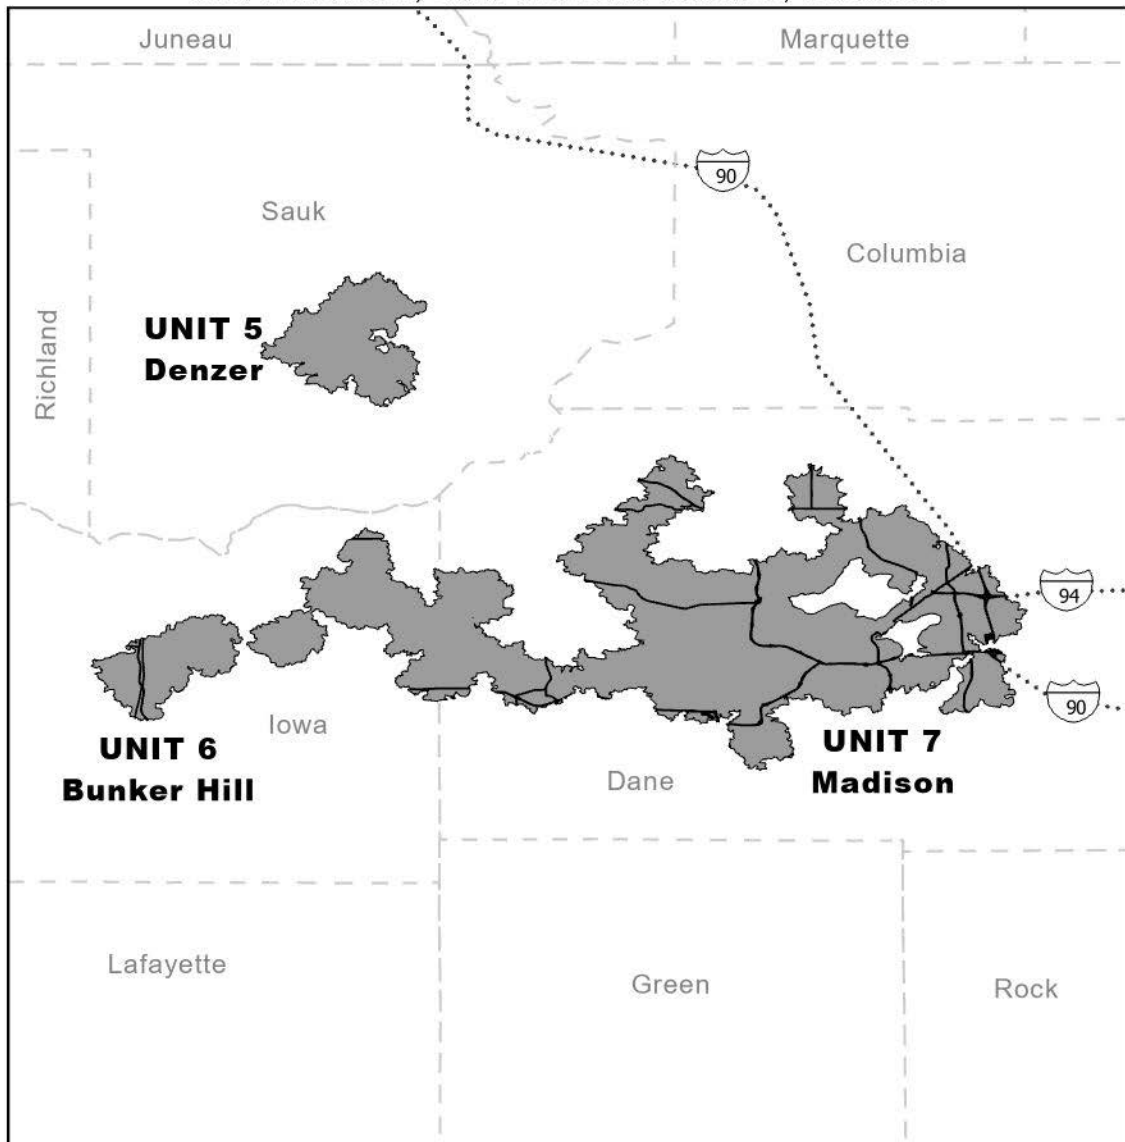 Juneau
Marquette
90
Sauk
Columbia
Richland
UNIT 5
Denzer
94
90
Iowa
UNIT 6
Bunker Hill
UNIT 7
Madison
Dane
Lafayette
Green
Rock